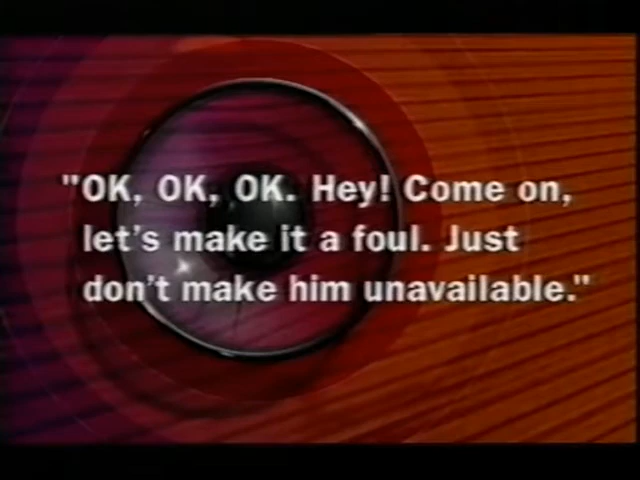 "OK, OK, OK. Hey! Come on,
let's make it a foul. Just
don't make him unavailable."